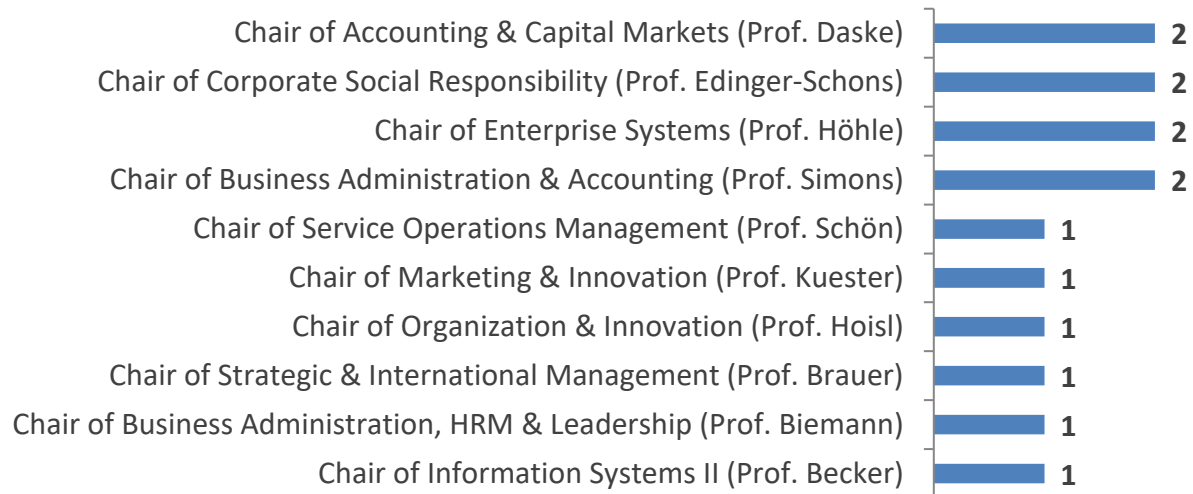 Chair of Accounting & Capital Markets (Prof. Daske) 2
Chair of Corporate Social Responsibility (Prof. Edinger-Schons) 2
Chair of Enterprise Systems (Prof. Höhle) 2
Chair of Business Administration & Accounting (Prof. Simons) 2
Chair of Service Operations Management (Prof. Schön) 1
Chair of Marketing & Innovation (Prof. Kuester) 1
Chair of Organization & Innovation (Prof. Hoisl) 1
Chair of Strategic & International Management (Prof. Brauer) 1
Chair of Business Administration, HRM & Leadership (Prof. Biemann) 1
Chair of Information Systems II (Prof. Becker) 1